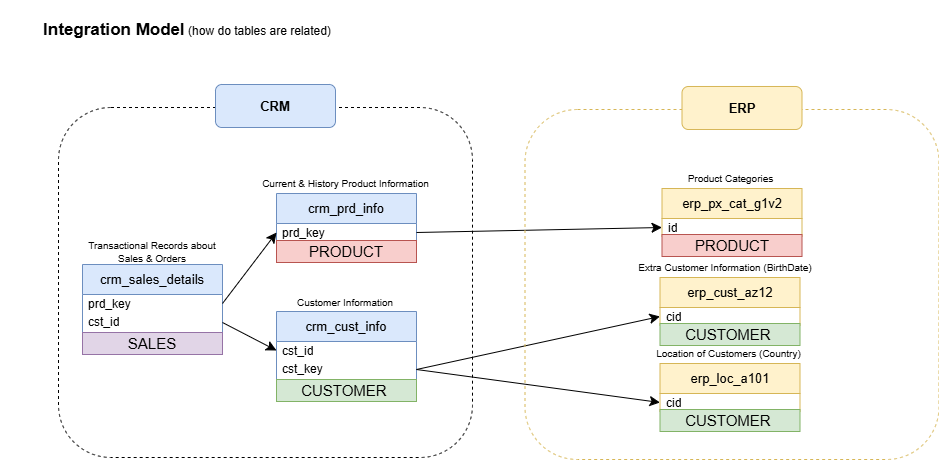 Integration Model (how do tables are related)
CRM
Current & History Product Information
crm_prd_info
prd_key
PRODUCT
Transactional Records about
Sales & Orders
crm_sales_details
prd_key
cst_id
SALES
Customer Information
crm_cust_info
cst_id
cst_key
CUSTOMER
ERP
Product Categories
erp_px_cat_g1v2
id
PRODUCT
Extra Customer Information (BirthDate)
erp_cust_az12
cid
CUSTOMER
Location of Customers (Country)
erp_loc_a101
cid
CUSTOMER